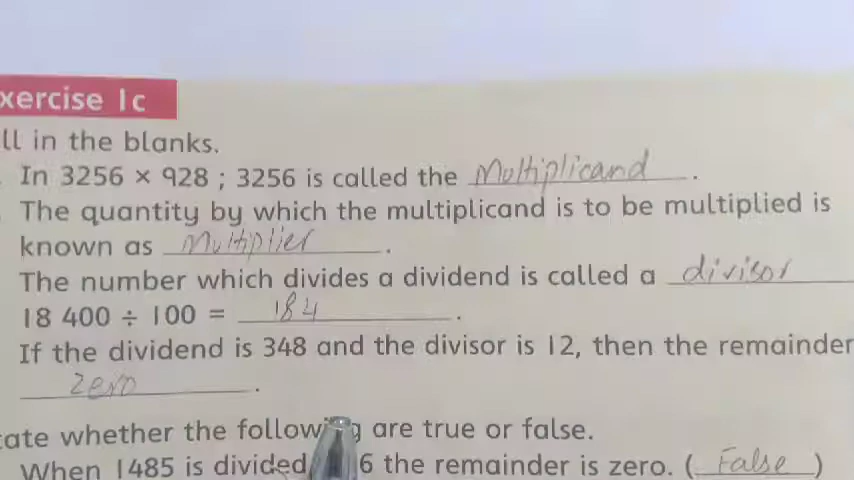 xercise 1c
ll in the blanks.
In 3256 × 928 ; 3256 is called the Multiplicand.
The quantity by which the multiplicand is to be multiplied is
known as Multiplier.
The number which divides a dividend is called a divisor
18 400 ÷ 100 = 184.
If the dividend is 348 and the divisor is 12, then the remainder
zero.
ate whether the following are true or false.
When 1485 is divided 6 the remainder is zero. (False)